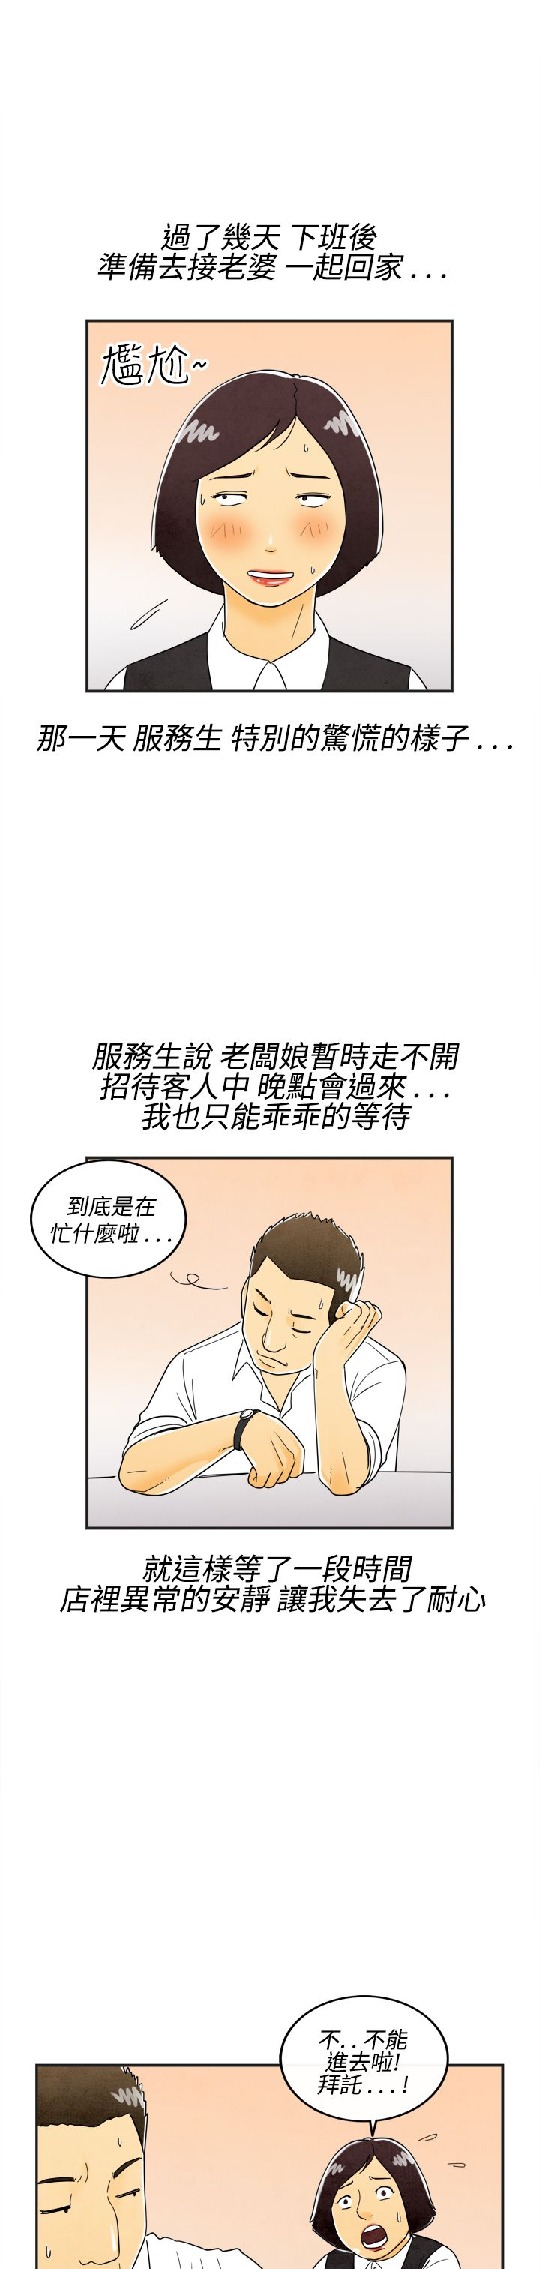 過了幾天 下班後
準備去接老婆 一起回家...
尷尬~
那一天 服務生 特別的驚慌的樣子...
服務生說 老闆娘暫時走不開
招待客人中 晚點會過來...
我也只能乖乖的等待
到底是在
忙什麼啦...
就這樣等了一段時間
店裡異常的安靜 讓我失去了耐心
不..不能
進去啦!
拜託...!